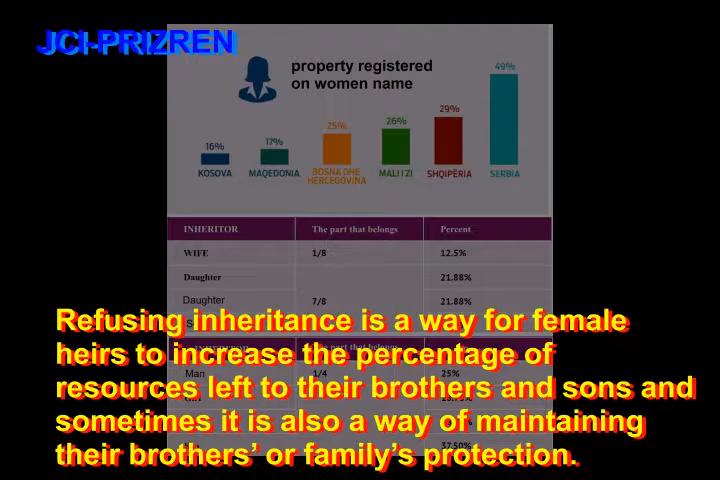 JCI-PRIZREN
property registered
on women name
16% 17% 25% 26% 29% 49%
KOSOVA MAQEDONIA BOSNA DHE HERCEGOVINA MALI I ZI SHQIPËRIA SERBIA
INHERITOR The part that belongs Percent
WIFE 1/8 12.5%
Daughter 21.88%
Daughter 7/8 21.88%
The part that belongs
Man 1/4 25%
37.50%
Refusing inheritance is a way for female
heirs to increase the percentage of
resources left to their brothers and sons and
sometimes it is also a way of maintaining
their brothers’ or family’s protection.